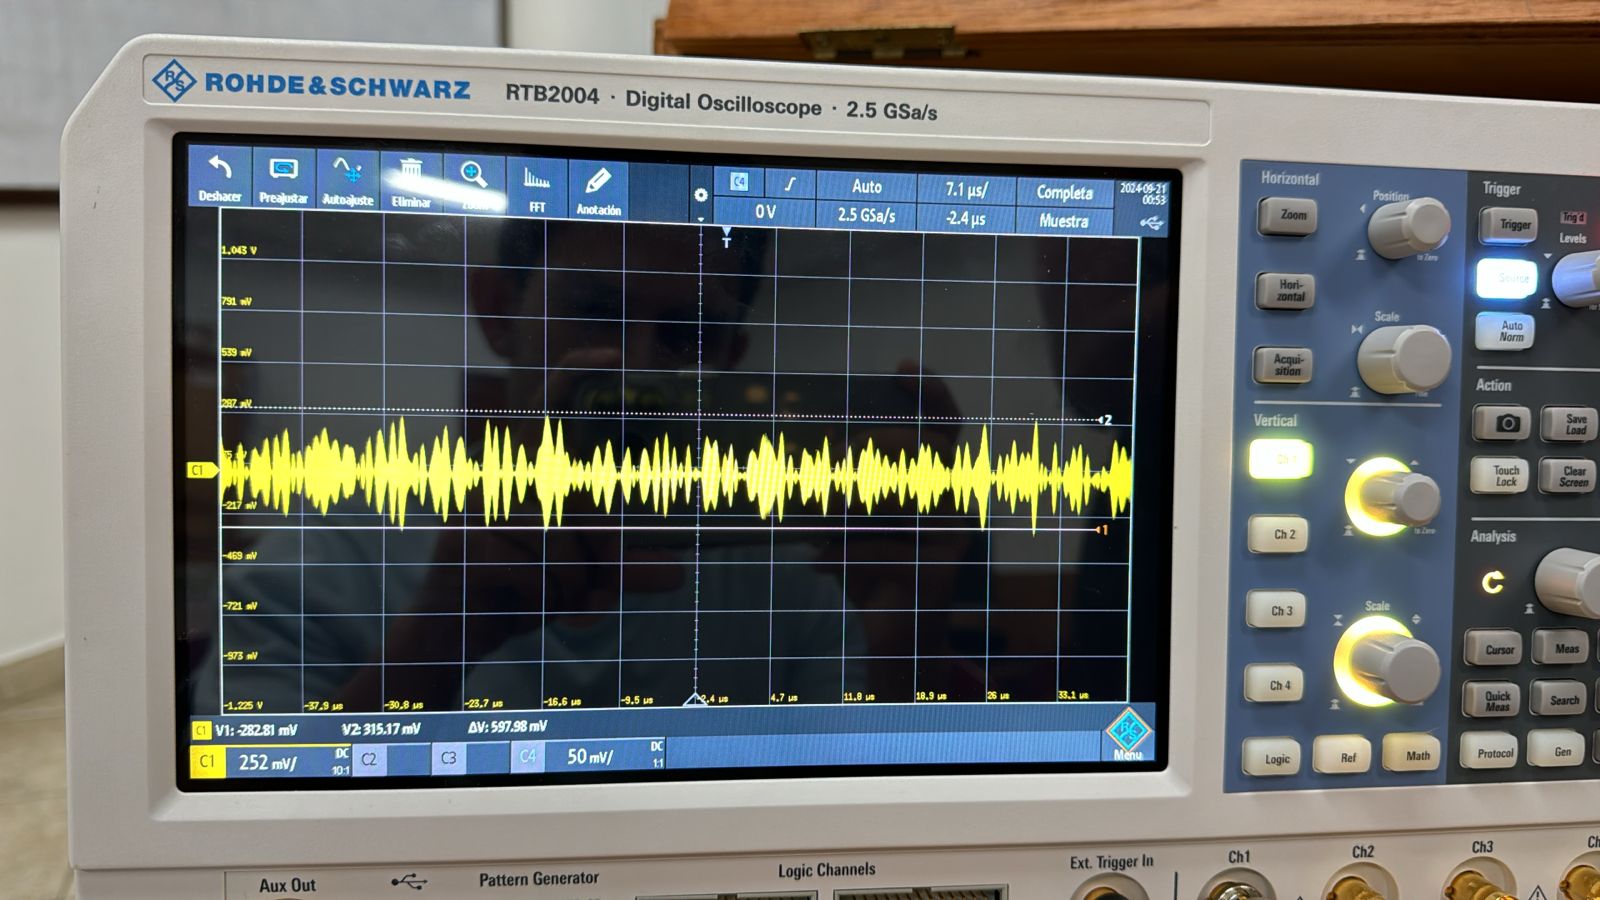 ROHDE&SCHWARZ RTB2004 · Digital Oscilloscope · 2.5 GSa/s
Deshacer Preajustar Autoajuste Eliminar FFT Anotación
C4 Auto 7.1 µs/ Completa
0 V 2.5 GSa/s -2.4 µs Muestra
2024-09-21
00:53
T
1,043 V
791 mV
539 mV
287 mV
2
C1
-217 mV
1
-469 mV
-721 mV
-973 mV
-1.225 V
-37.9 µs -30.8 µs -23.7 µs -16.6 µs -9.5 µs -2.4 µs 4.7 µs 11.8 µs 18.9 µs 26 µs 33.1 µs
C1 V1: -282.81 mV V2: 315.17 mV ΔV: 597.98 mV
C1 252 mV/ DC 10:1 C2 C3 C4 50 mV/ DC 1:1
Menu
Horizontal
Position
Zoom
to Zero
Hori-
zontal
Scale
Acqui-
sition
Vertical
Ch 1
Ch 2
to Zero
Ch 3
Scale
Ch 4
Logic Ref Math
Trigger
Trigger
Trig'd
Levels
Source
Auto
Norm
Action
Save
Load
Touch
Lock
Clear
Screen
Analysis
Cursor Meas
Quick
Meas
Search
Protocol Gen
Aux Out Pattern Generator Logic Channels Ext. Trigger In Ch1 Ch2 Ch3